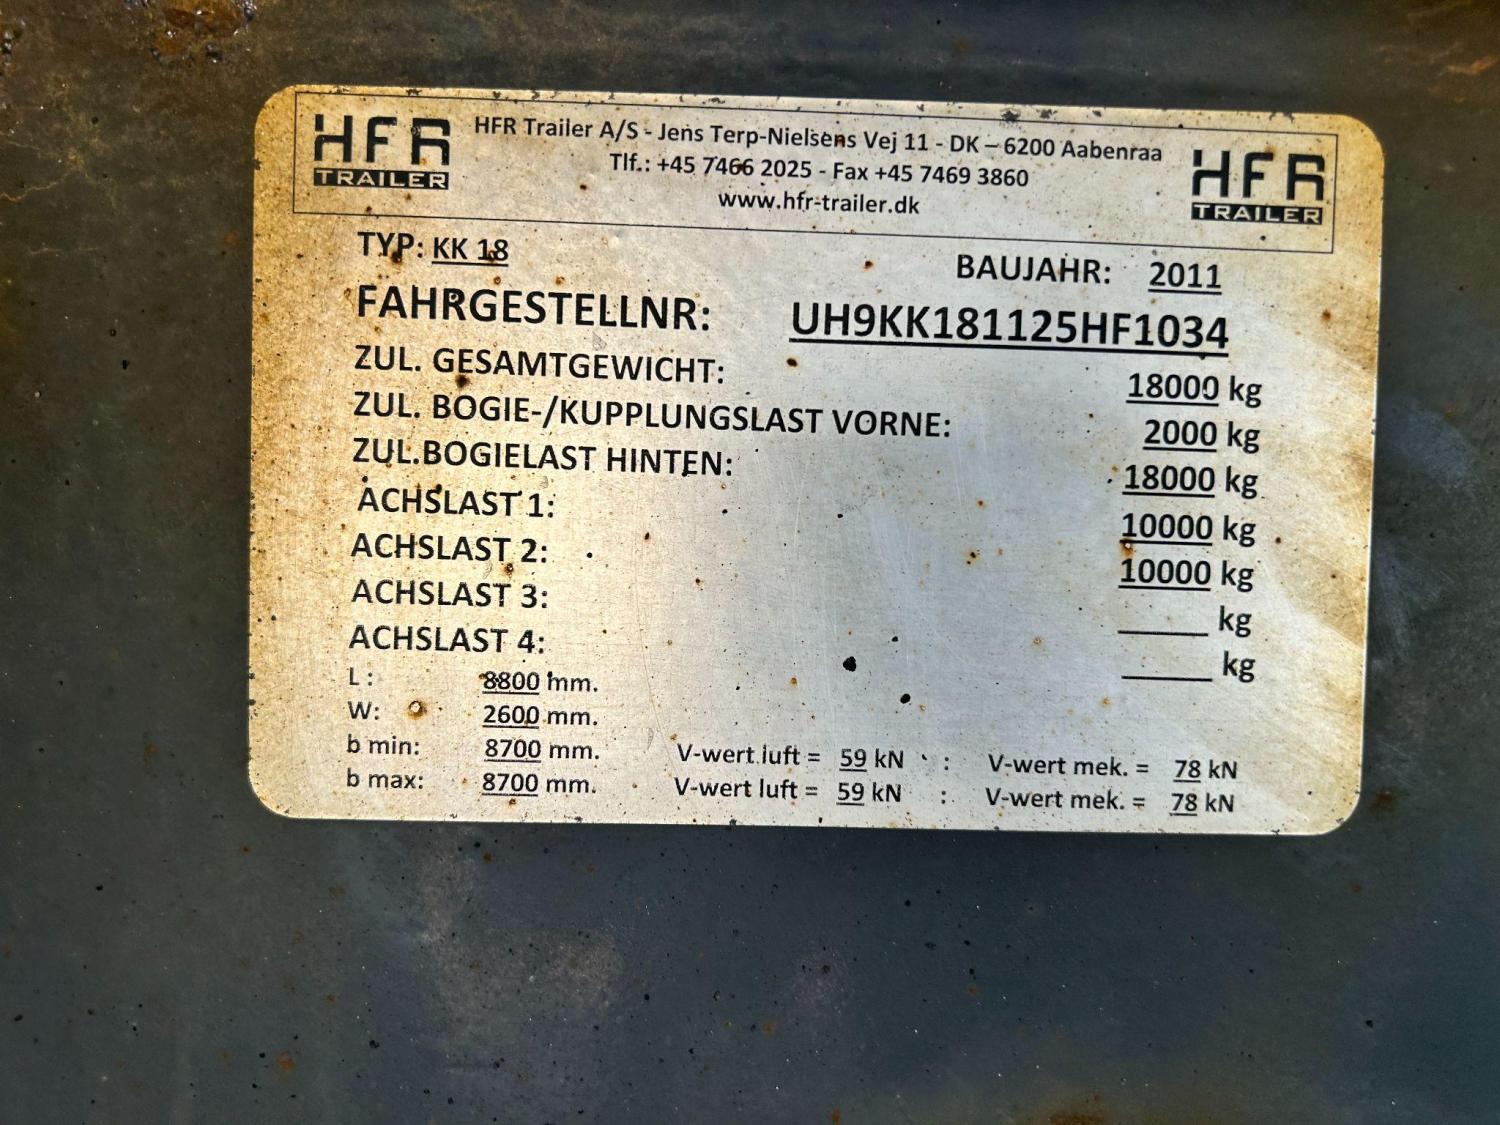 HFR TRAILER
HFR Trailer A/S - Jens Terp-Nielsens Vej 11 - DK – 6200 Aabenraa
Tlf.: +45 7466 2025 - Fax +45 7469 3860
www.hfr-trailer.dk
HFR TRAILER
TYP: KK 18 BAUJAHR: 2011
FAHRGESTELLNR: UH9KK181125HF1034
ZUL. GESAMTGEWICHT: 18000 kg
ZUL. BOGIE-/KUPPLUNGSLAST VORNE: 2000 kg
ZUL.BOGIELAST HINTEN: 18000 kg
ACHSLAST 1: 10000 kg
ACHSLAST 2: 10000 kg
ACHSLAST 3: _____ kg
ACHSLAST 4: _____ kg
L: 8800 mm.
W: 2600 mm.
b min: 8700 mm. V-wert luft = 59 kN : V-wert mek. = 78 kN
b max: 8700 mm. V-wert luft = 59 kN : V-wert mek. = 78 kN